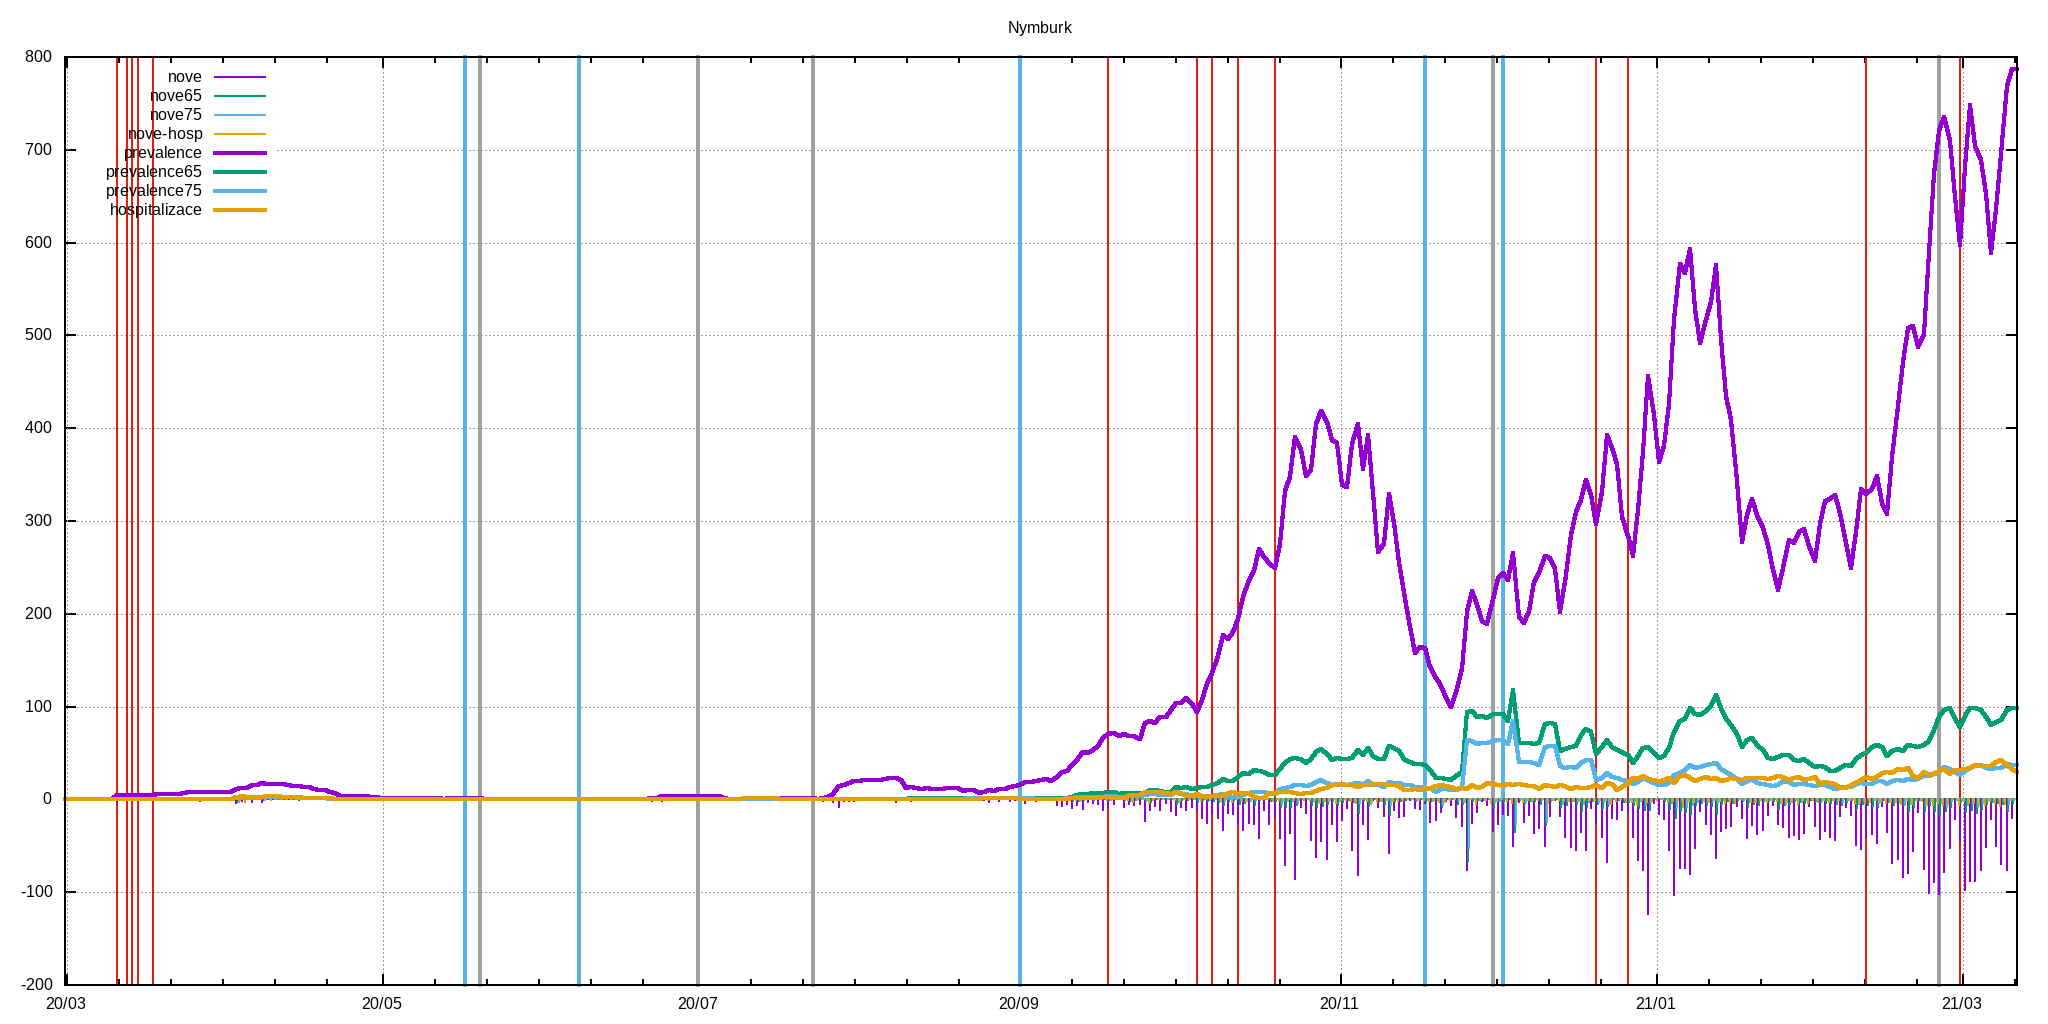 Nymburk
800
700
600
500
400
300
200
100
0
-100
-200
nove
nove65
nove75
nove-hosp
prevalence
prevalence65
prevalence75
hospitalizace
20/03 20/05 20/07 20/09 20/11 21/01 21/03